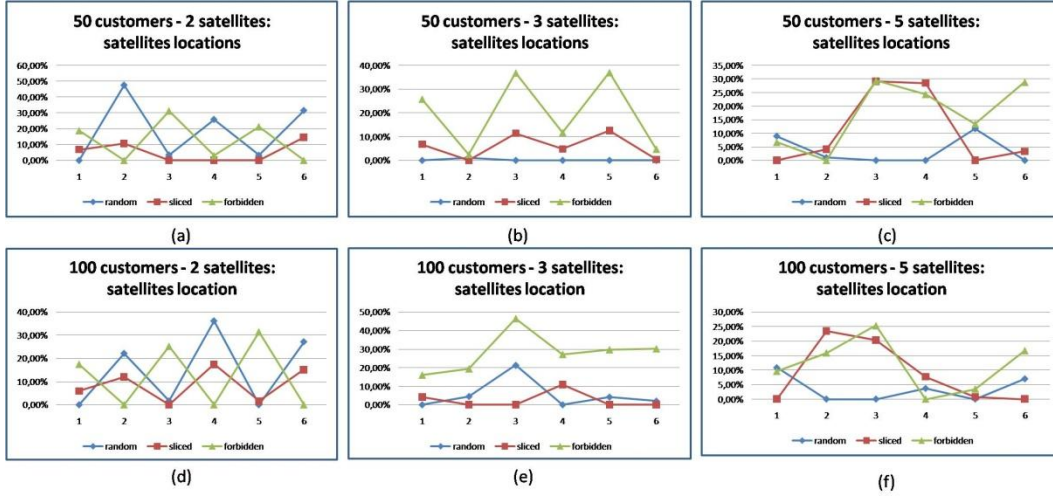 50 customers - 2 satellites:
satellites locations
60,00%
50,00%
40,00%
30,00%
20,00%
10,00%
0,00%
1 2 3 4 5 6
random sliced forbidden
(a)
50 customers - 3 satellites:
satellites locations
40,00%
30,00%
20,00%
10,00%
0,00%
1 2 3 4 5 6
random sliced forbidden
(b)
50 customers - 5 satellites:
satellites locations
35,00%
30,00%
25,00%
20,00%
15,00%
10,00%
5,00%
0,00%
1 2 3 4 5 6
random sliced forbidden
(c)
100 customers - 2 satellites:
satellites location
40,00%
30,00%
20,00%
10,00%
0,00%
1 2 3 4 5 6
random sliced forbidden
(d)
100 customers - 3 satellites:
satellites location
50,00%
40,00%
30,00%
20,00%
10,00%
0,00%
1 2 3 4 5 6
random sliced forbidden
(e)
100 customers - 5 satellites:
satellites location
30,00%
25,00%
20,00%
15,00%
10,00%
5,00%
0,00%
1 2 3 4 5 6
random sliced forbidden
(f)